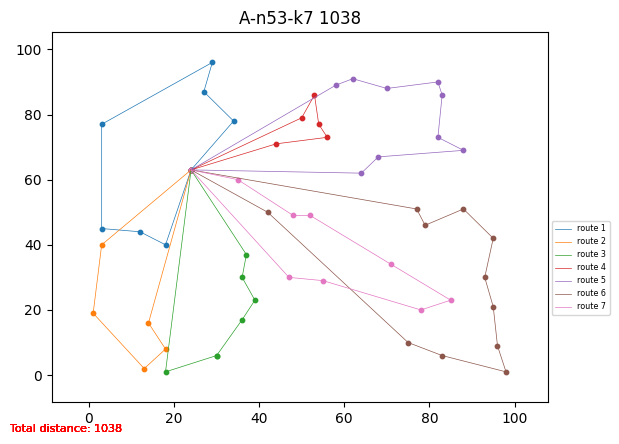 A-n53-k7 1038
100
80
60
40
20
0
0 20 40 60 80 100
route 1
route 2
route 3
route 4
route 5
route 6
route 7
Total distance: 1038